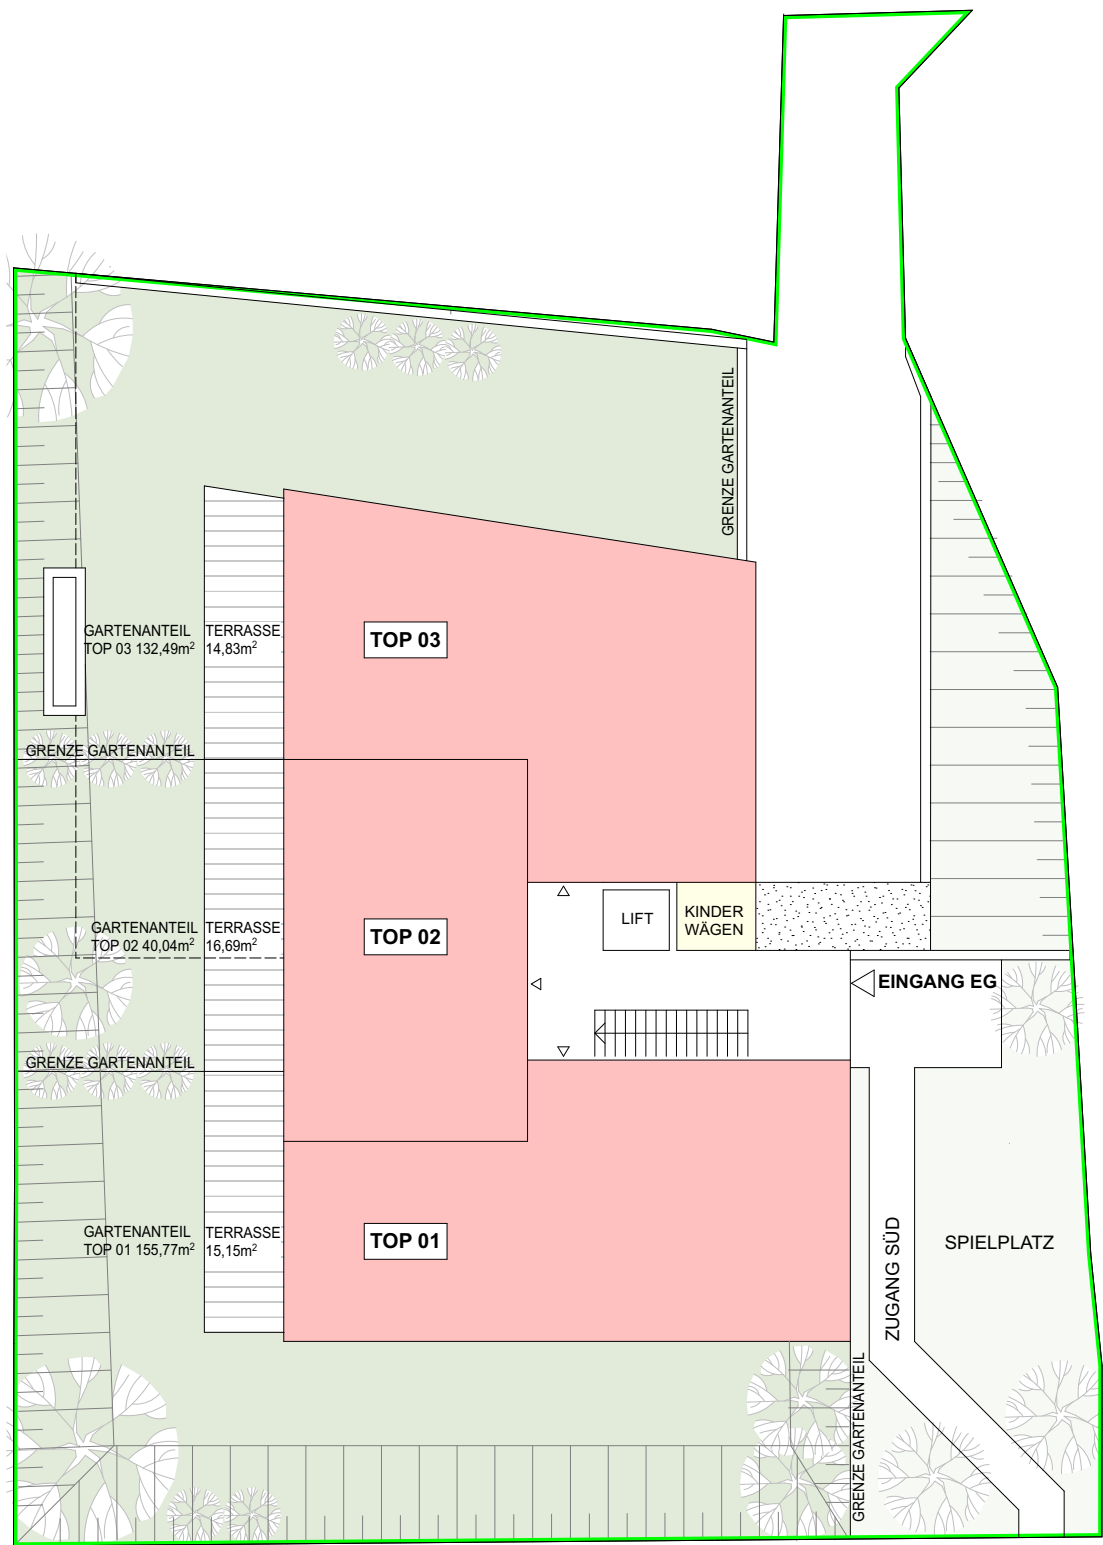 GRENZE GARTENANTEIL
GARTENANTEIL
TOP 03 132,49m²
TERRASSE
14,83m²
TOP 03
GRENZE GARTENANTEIL
GARTENANTEIL
TOP 02 40,04m²
TERRASSE
16,69m²
TOP 02
LIFT
KINDER
WÄGEN
EINGANG EG
GRENZE GARTENANTEIL
GARTENANTEIL
TOP 01 155,77m²
TERRASSE
15,15m²
TOP 01
ZUGANG SÜD
SPIELPLATZ
GRENZE GARTENANTEIL